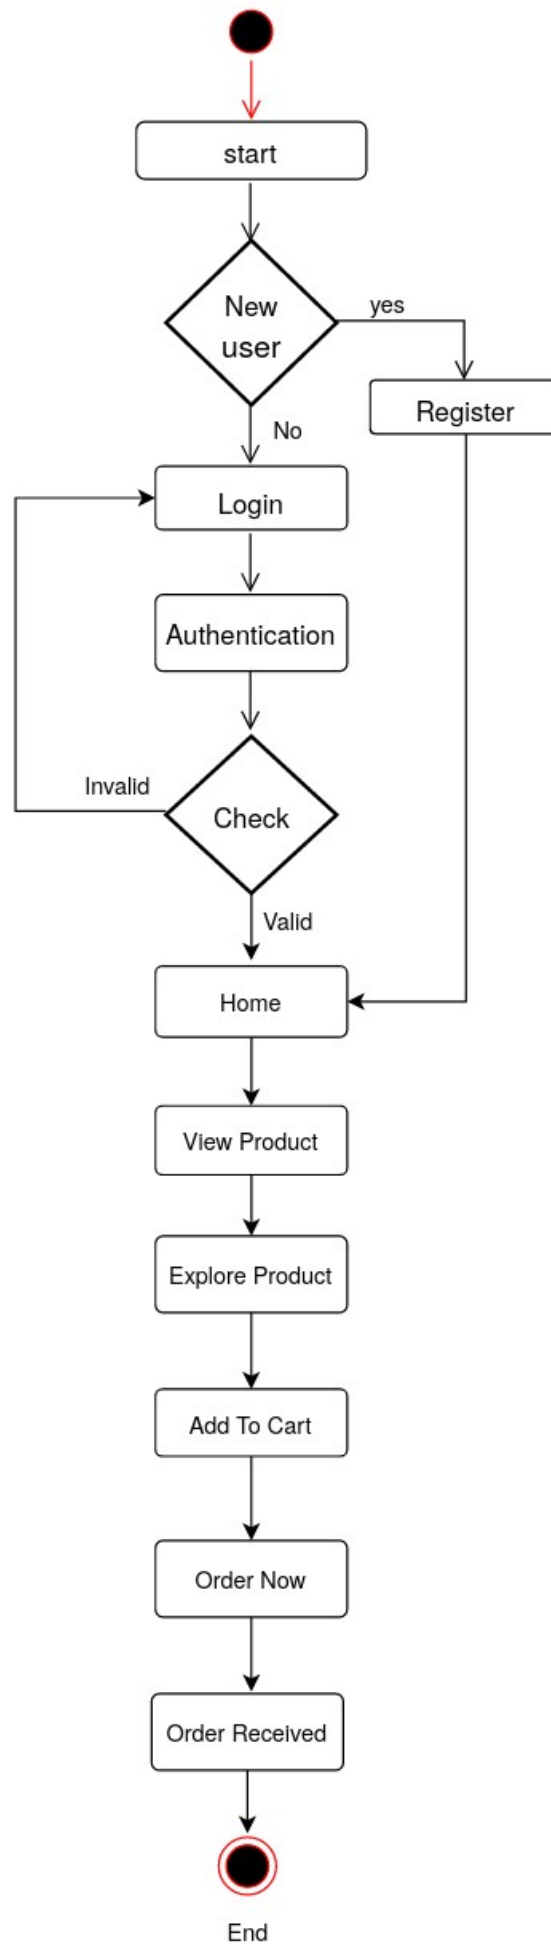 start
New
user
yes
Register
No
Login
Authentication
Invalid
Check
Valid
Home
View Product
Explore Product
Add To Cart
Order Now
Order Received
End